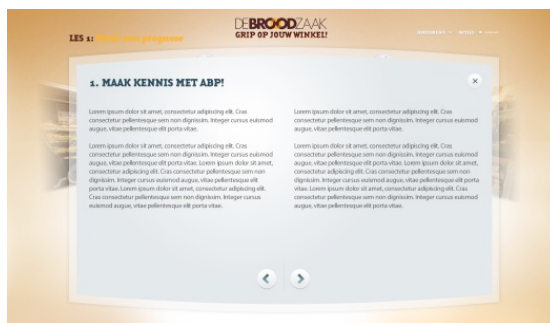 DEBROODZAAK
GRIP OP JOUW WINKEL!
LES 1:
1. MAAK KENNIS MET ABP!
Lorem ipsum dolor sit amet, consectetur adipiscing elit. Cras
consectetur pellentesque sem non dignissim. Integer cursus euismod
augue, vitae pellentesque elit porta vitae.
Lorem ipsum dolor sit amet, consectetur adipiscing elit. Cras
consectetur pellentesque sem non dignissim. Integer cursus euismod
augue, vitae pellentesque elit porta vitae. Lorem ipsum dolor sit amet,
consectetur adipiscing elit. Cras consectetur pellentesque sem non
dignissim. Integer cursus euismod augue, vitae pellentesque elit
porta vitae. Lorem ipsum dolor sit amet, consectetur adipiscing elit.
Cras consectetur pellentesque sem non dignissim. Integer cursus
euismod augue, vitae pellentesque elit porta vitae.
Lorem ipsum dolor sit amet, consectetur adipiscing elit. Cras
consectetur pellentesque sem non dignissim. Integer cursus euismod
augue, vitae pellentesque elit porta vitae.
Lorem ipsum dolor sit amet, consectetur adipiscing elit. Cras
consectetur pellentesque sem non dignissim. Integer cursus euismod
augue, vitae pellentesque elit porta vitae. Lorem ipsum dolor sit amet,
consectetur adipiscing elit. Cras consectetur pellentesque sem non
dignissim. Integer cursus euismod augue, vitae pellentesque elit porta
vitae. Lorem ipsum dolor sit amet, consectetur adipiscing elit. Cras
consectetur pellentesque sem non dignissim. Integer cursus euismod
augue, vitae pellentesque elit porta vitae.